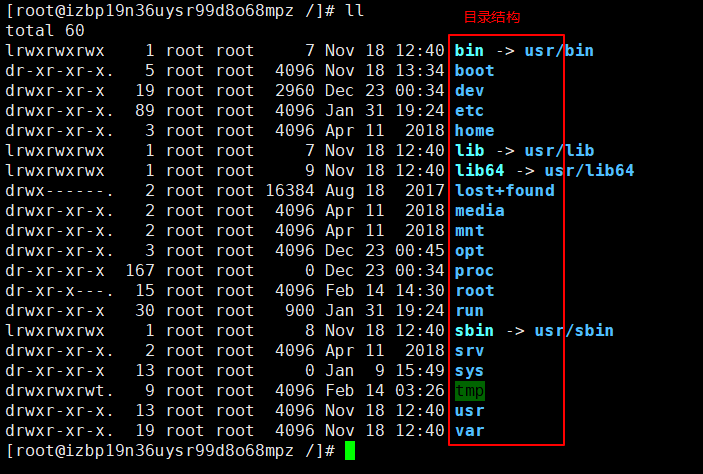 [root@izbp19n36uysr99d8o68mpz /]# ll
目录结构
total 60
lrwxrwxrwx 1 root root 7 Nov 18 12:40 bin -> usr/bin
dr-xr-xr-x. 5 root root 4096 Nov 18 13:34 boot
drwxr-xr-x 19 root root 2960 Dec 23 00:34 dev
drwxr-xr-x. 89 root root 4096 Jan 31 19:24 etc
drwxr-xr-x. 3 root root 4096 Apr 11 2018 home
lrwxrwxrwx 1 root root 7 Nov 18 12:40 lib -> usr/lib
lrwxrwxrwx 1 root root 9 Nov 18 12:40 lib64 -> usr/lib64
drwx------. 2 root root 16384 Aug 18 2017 lost+found
drwxr-xr-x. 2 root root 4096 Apr 11 2018 media
drwxr-xr-x. 2 root root 4096 Apr 11 2018 mnt
drwxr-xr-x. 3 root root 4096 Dec 23 00:45 opt
dr-xr-xr-x 167 root root 0 Dec 23 00:34 proc
dr-xr-x---. 15 root root 4096 Feb 14 14:30 root
drwxr-xr-x 30 root root 900 Jan 31 19:24 run
lrwxrwxrwx 1 root root 8 Nov 18 12:40 sbin -> usr/sbin
drwxr-xr-x. 2 root root 4096 Apr 11 2018 srv
dr-xr-xr-x 13 root root 0 Jan 9 15:49 sys
drwxrwxrwt. 9 root root 4096 Feb 14 03:26 tmp
drwxr-xr-x. 13 root root 4096 Nov 18 12:40 usr
drwxr-xr-x. 19 root root 4096 Nov 18 12:40 var
[root@izbp19n36uysr99d8o68mpz /]#